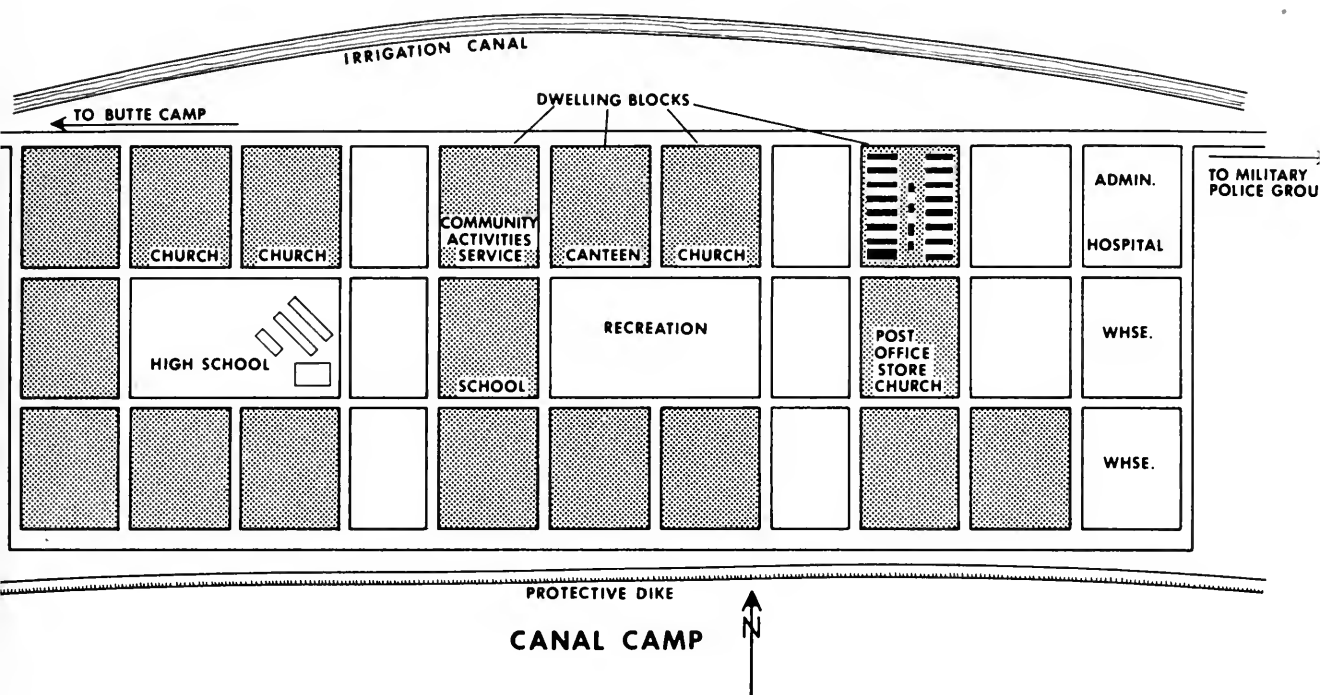 IRRIGATION CANAL
TO BUTTE CAMP
DWELLING BLOCKS
TO MILITARY
POLICE GROU
CHURCH
CHURCH
COMMUNITY
ACTIVITIES
SERVICE
CANTEEN
CHURCH
ADMIN.
HOSPITAL
HIGH SCHOOL
SCHOOL
RECREATION
POST
OFFICE
STORE
CHURCH
WHSE.
WHSE.
PROTECTIVE DIKE
CANAL CAMP
N